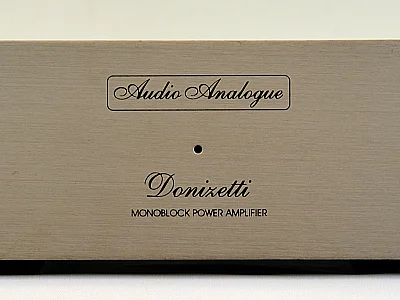 Audio Analogue
Donizetti
MONOBLOCK POWER AMPLIFIER